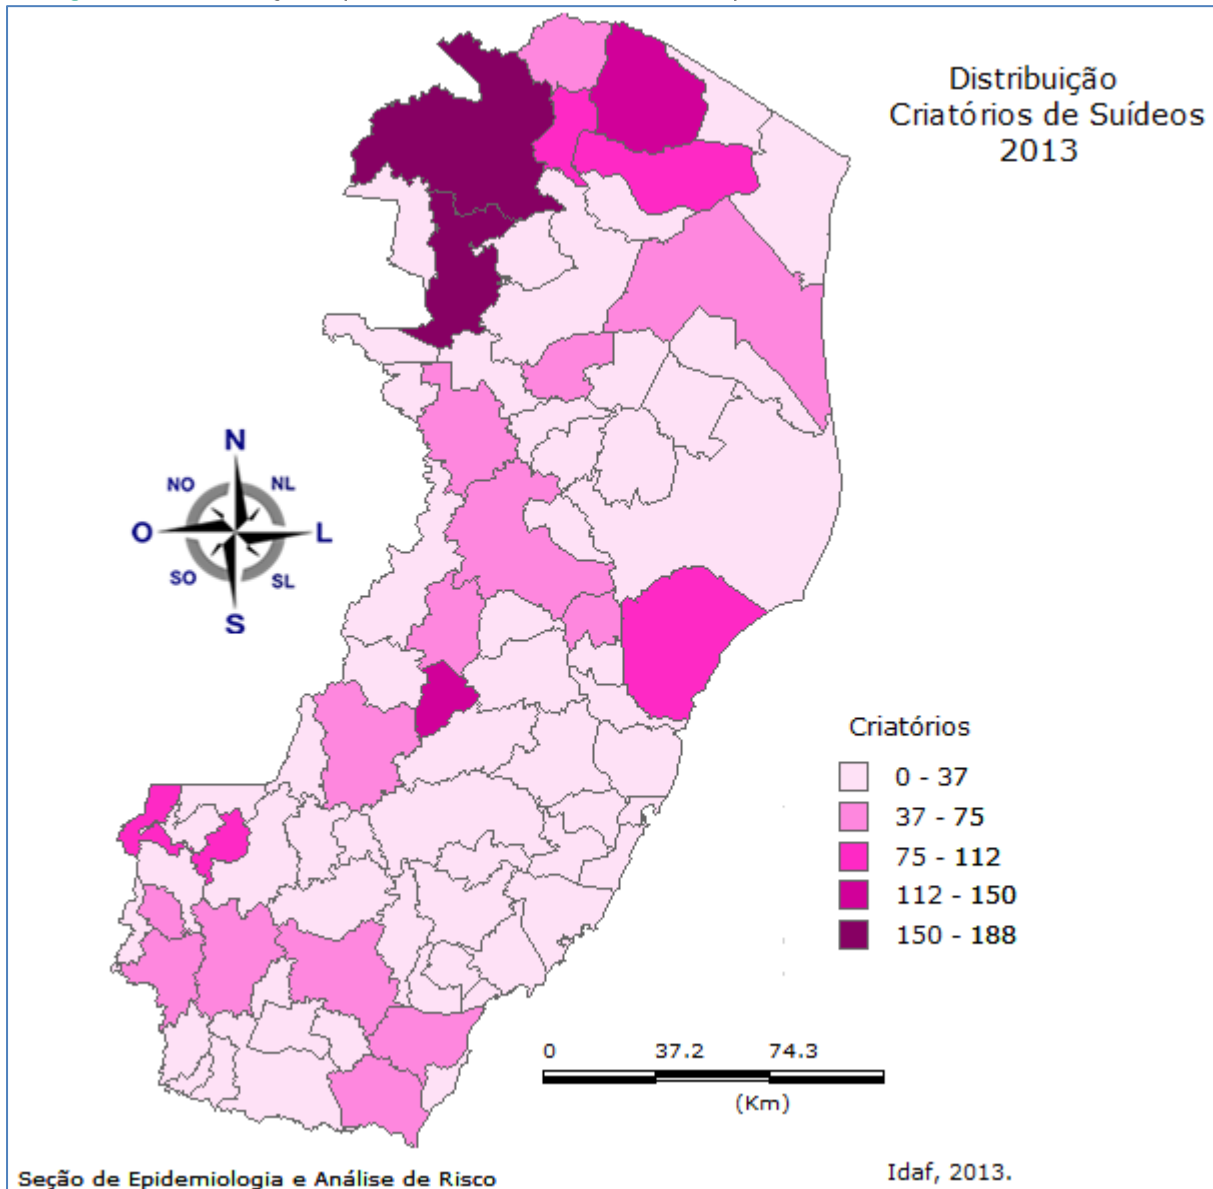 Distribuição
Criatórios de Suídeos
2013
N
NO
NL
O
L
SO
SL
S
Criatórios
0 - 37
37 - 75
75 - 112
112 - 150
150 - 188
0 37.2 74.3
(Km)
Seção de Epidemiologia e Análise de Risco
Idaf, 2013.